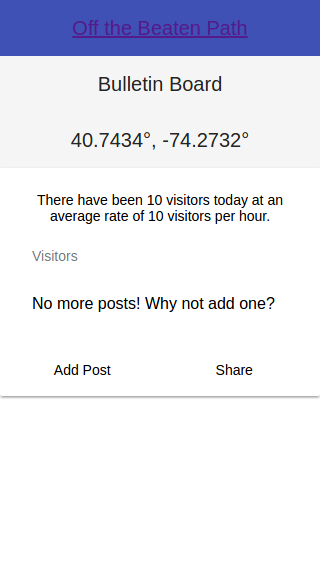 Off the Beaten Path
Bulletin Board
40.7434°, -74.2732°
There have been 10 visitors today at an
average rate of 10 visitors per hour.
Visitors
No more posts! Why not add one?
Add Post Share